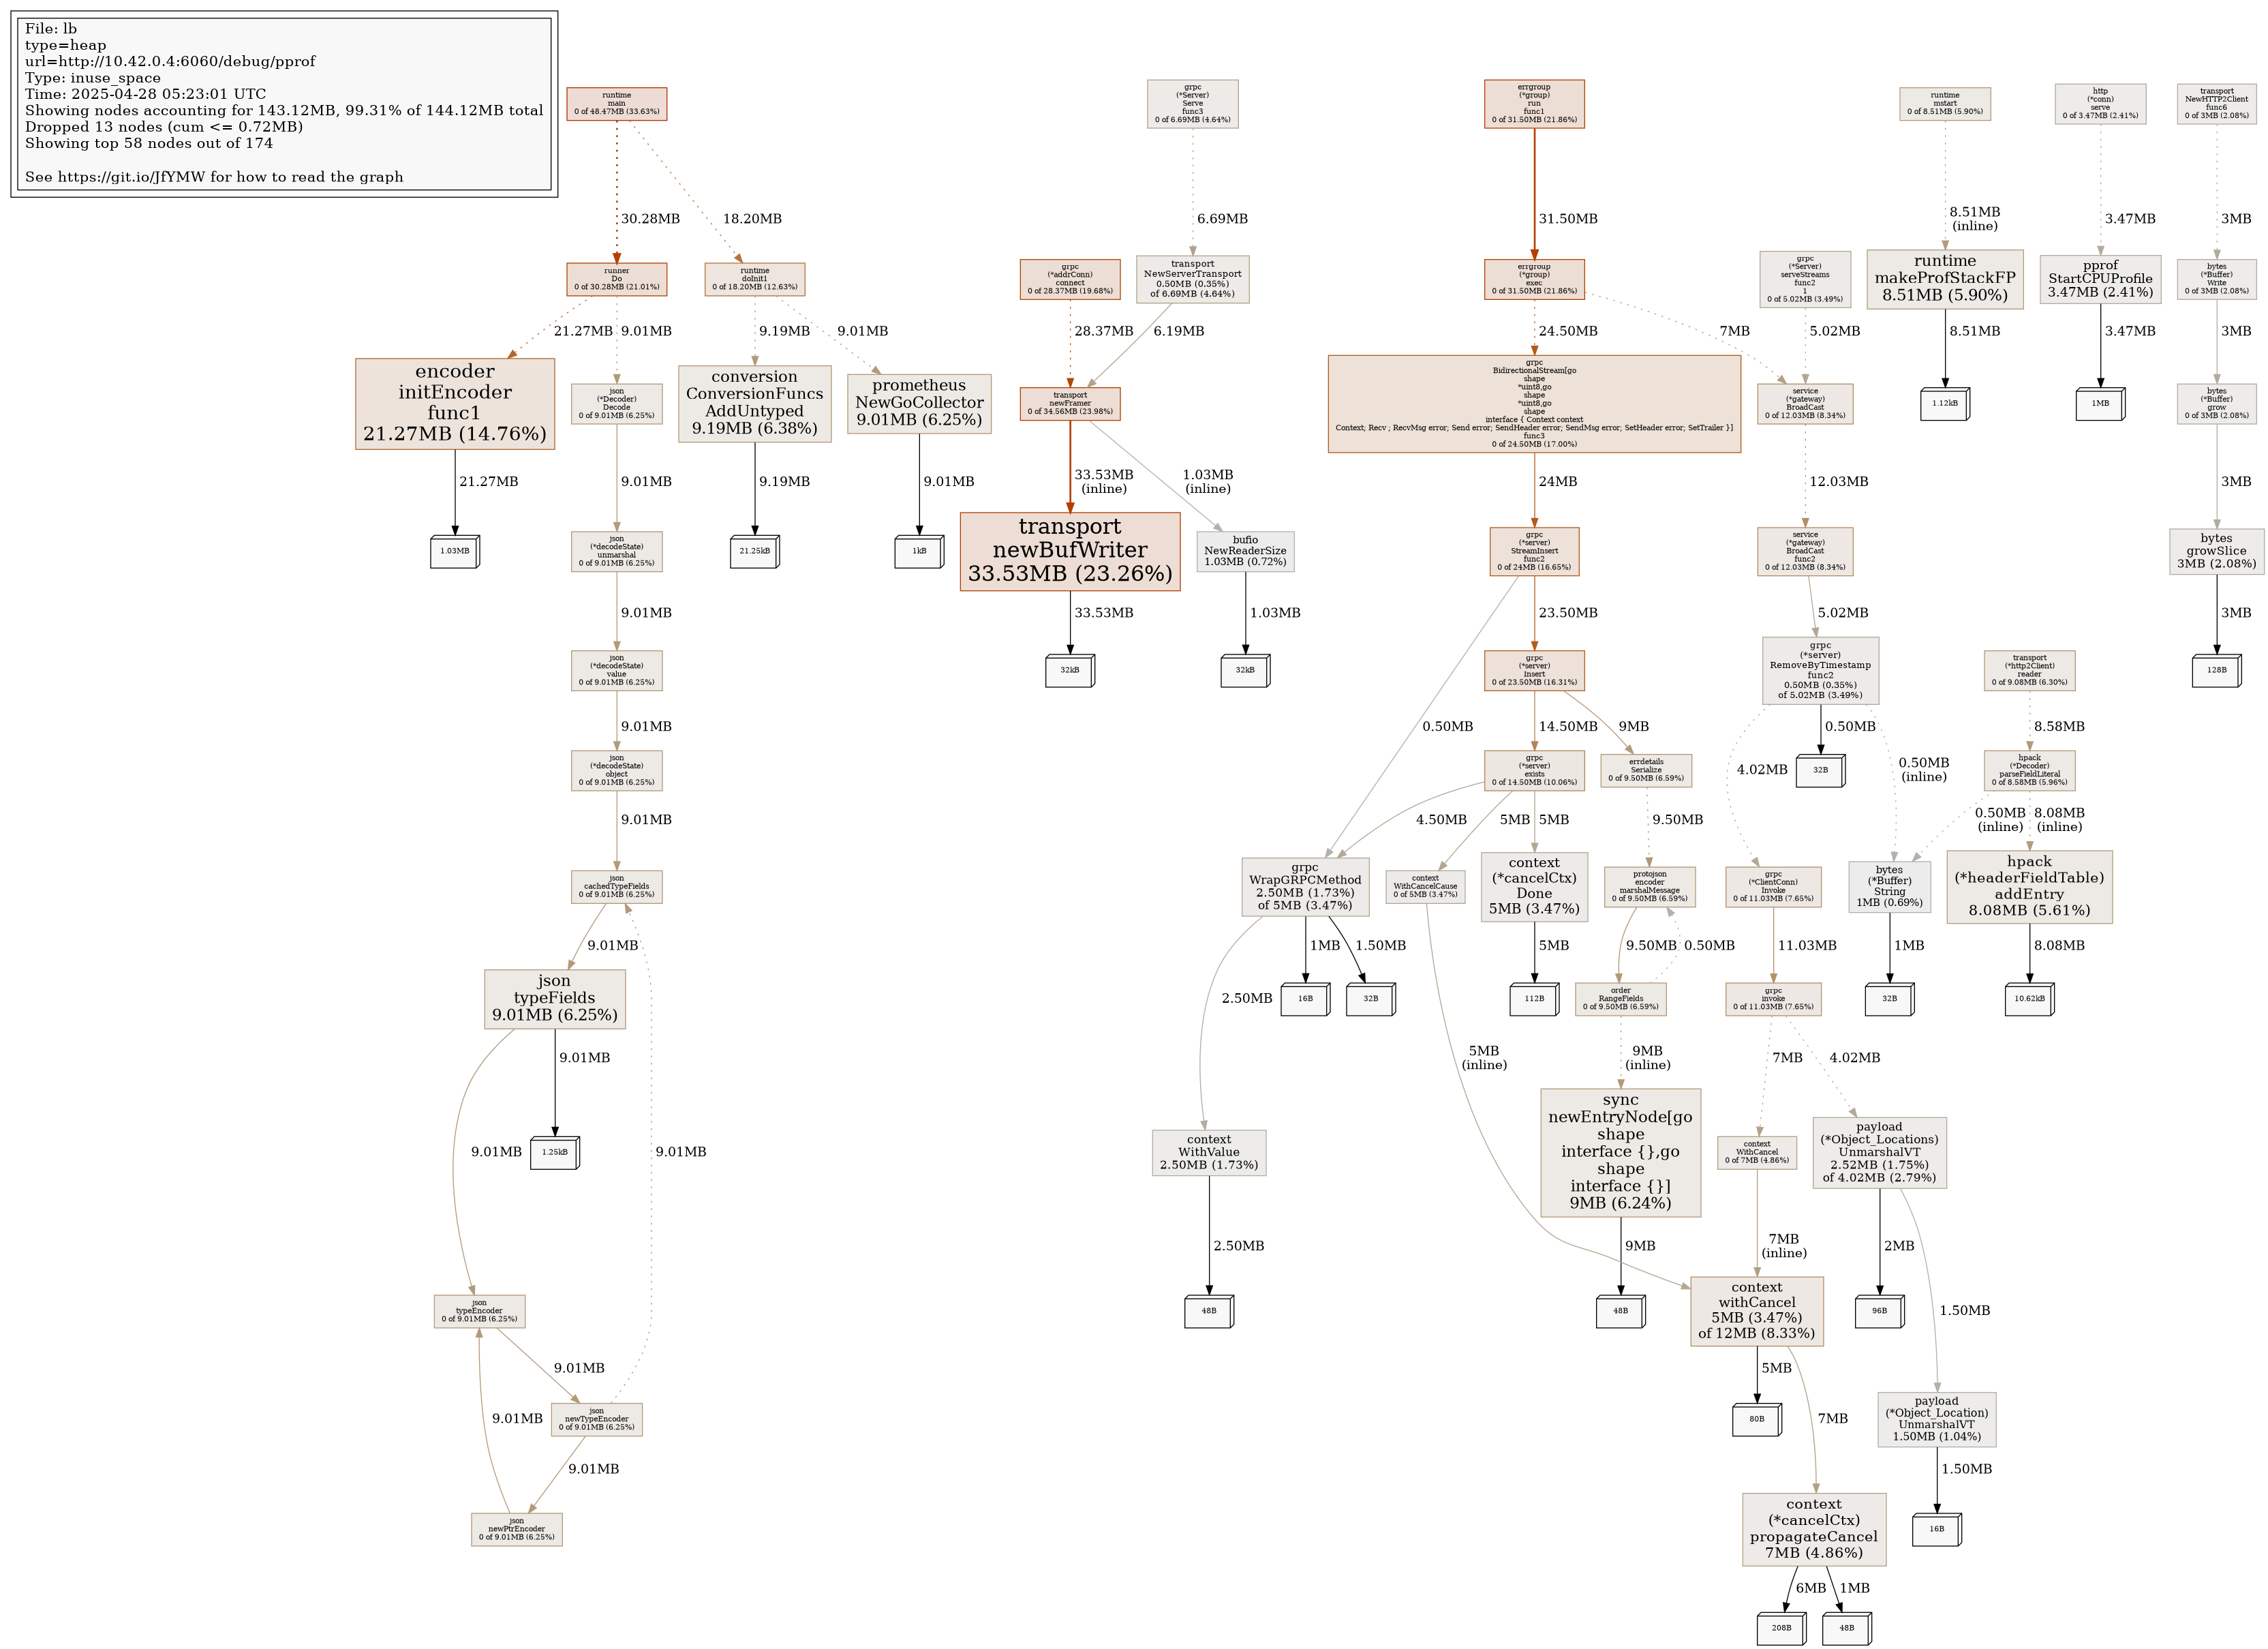 File: lb
type=heap
url=http://10.42.0.4:6060/debug/pprof
Type: inuse_space
Time: 2025-04-28 05:23:01 UTC
Showing nodes accounting for 143.12MB, 99.31% of 144.12MB total
Dropped 13 nodes (cum <= 0.72MB)
Showing top 58 nodes out of 174
See https://git.io/JfYMW for how to read the graph
runtime
main
0 of 48.47MB (33.63%)
30.28MB
18.20MB
runner
Do
0 of 30.28MB (21.01%)
runtime
doInit1
0 of 18.20MB (12.63%)
21.27MB
9.01MB
9.19MB
9.01MB
encoder
initEncoder
func1
21.27MB (14.76%)
21.27MB
1.03MB
json
(*Decoder)
Decode
0 of 9.01MB (6.25%)
9.01MB
json
(*decodeState)
unmarshal
0 of 9.01MB (6.25%)
9.01MB
json
(*decodeState)
value
0 of 9.01MB (6.25%)
9.01MB
json
(*decodeState)
object
0 of 9.01MB (6.25%)
9.01MB
json
cachedTypeFields
0 of 9.01MB (6.25%)
9.01MB
json
typeFields
9.01MB (6.25%)
9.01MB
1.25kB
9.01MB
9.01MB
json
typeEncoder
0 of 9.01MB (6.25%)
9.01MB
json
newTypeEncoder
0 of 9.01MB (6.25%)
9.01MB
9.01MB
json
newPtrEncoder
0 of 9.01MB (6.25%)
conversion
ConversionFuncs
AddUntyped
9.19MB (6.38%)
9.19MB
21.25kB
prometheus
NewGoCollector
9.01MB (6.25%)
9.01MB
1kB
grpc
(*Server)
Serve
func3
0 of 6.69MB (4.64%)
6.69MB
transport
NewServerTransport
0.50MB (0.35%)
of 6.69MB (4.64%)
6.19MB
grpc
(*addrConn)
connect
0 of 28.37MB (19.68%)
28.37MB
transport
newFramer
0 of 34.56MB (23.98%)
33.53MB
(inline)
1.03MB
(inline)
transport
newBufWriter
33.53MB (23.26%)
33.53MB
32kB
bufio
NewReaderSize
1.03MB (0.72%)
1.03MB
32kB
errgroup
(*group)
run
func1
0 of 31.50MB (21.86%)
31.50MB
errgroup
(*group)
exec
0 of 31.50MB (21.86%)
24.50MB
7MB
grpc
BidirectionalStream[go
shape
*uint8,go
shape
*uint8,go
shape
interface { Context context
Context; Recv ; RecvMsg error; Send error; SendHeader error; SendMsg error; SetHeader error; SetTrailer }]
func3
0 of 24.50MB (17.00%)
24MB
grpc
(*server)
StreamInsert
func2
0 of 24MB (16.65%)
23.50MB
0.50MB
grpc
(*server)
Insert
0 of 23.50MB (16.31%)
14.50MB
9MB
grpc
(*server)
exists
0 of 14.50MB (10.06%)
4.50MB
5MB
5MB
errdetails
Serialize
0 of 9.50MB (6.59%)
9.50MB
grpc
WrapGRPCMethod
2.50MB (1.73%)
of 5MB (3.47%)
2.50MB
1MB
1.50MB
16B
32B
context
WithCancelCause
0 of 5MB (3.47%)
5MB
(inline)
context
(*cancelCtx)
Done
5MB (3.47%)
5MB
112B
protojson
encoder
marshalMessage
0 of 9.50MB (6.59%)
9.50MB
0.50MB
order
RangeFields
0 of 9.50MB (6.59%)
9MB
(inline)
sync
newEntryNode[go
shape
interface {},go
shape
interface {}]
9MB (6.24%)
9MB
48B
context
WithValue
2.50MB (1.73%)
2.50MB
48B
grpc
(*Server)
serveStreams
func2
1
0 of 5.02MB (3.49%)
5.02MB
service
(*gateway)
BroadCast
0 of 12.03MB (8.34%)
12.03MB
service
(*gateway)
BroadCast
func2
0 of 12.03MB (8.34%)
5.02MB
grpc
(*server)
RemoveByTimestamp
func2
0.50MB (0.35%)
of 5.02MB (3.49%)
4.02MB
0.50MB
32B
0.50MB
(inline)
grpc
(*ClientConn)
Invoke
0 of 11.03MB (7.65%)
11.03MB
grpc
invoke
0 of 11.03MB (7.65%)
7MB
4.02MB
context
WithCancel
0 of 7MB (4.86%)
7MB
(inline)
context
withCancel
5MB (3.47%)
of 12MB (8.33%)
5MB
80B
7MB
context
(*cancelCtx)
propagateCancel
7MB (4.86%)
6MB
1MB
208B
48B
payload
(*Object_Locations)
UnmarshalVT
2.52MB (1.75%)
of 4.02MB (2.79%)
2MB
96B
1.50MB
payload
(*Object_Location)
UnmarshalVT
1.50MB (1.04%)
1.50MB
16B
runtime
mstart
0 of 8.51MB (5.90%)
8.51MB
(inline)
runtime
makeProfStackFP
8.51MB (5.90%)
8.51MB
1.12kB
http
(*conn)
serve
0 of 3.47MB (2.41%)
3.47MB
pprof
StartCPUProfile
3.47MB (2.41%)
3.47MB
1MB
transport
(*http2Client)
reader
0 of 9.08MB (6.30%)
8.58MB
hpack
(*Decoder)
parseFieldLiteral
0 of 8.58MB (5.96%)
0.50MB
(inline)
8.08MB
(inline)
bytes
(*Buffer)
String
1MB (0.69%)
1MB
32B
hpack
(*headerFieldTable)
addEntry
8.08MB (5.61%)
8.08MB
10.62kB
transport
NewHTTP2Client
func6
0 of 3MB (2.08%)
3MB
bytes
(*Buffer)
Write
0 of 3MB (2.08%)
3MB
bytes
(*Buffer)
grow
0 of 3MB (2.08%)
3MB
bytes
growSlice
3MB (2.08%)
3MB
128B